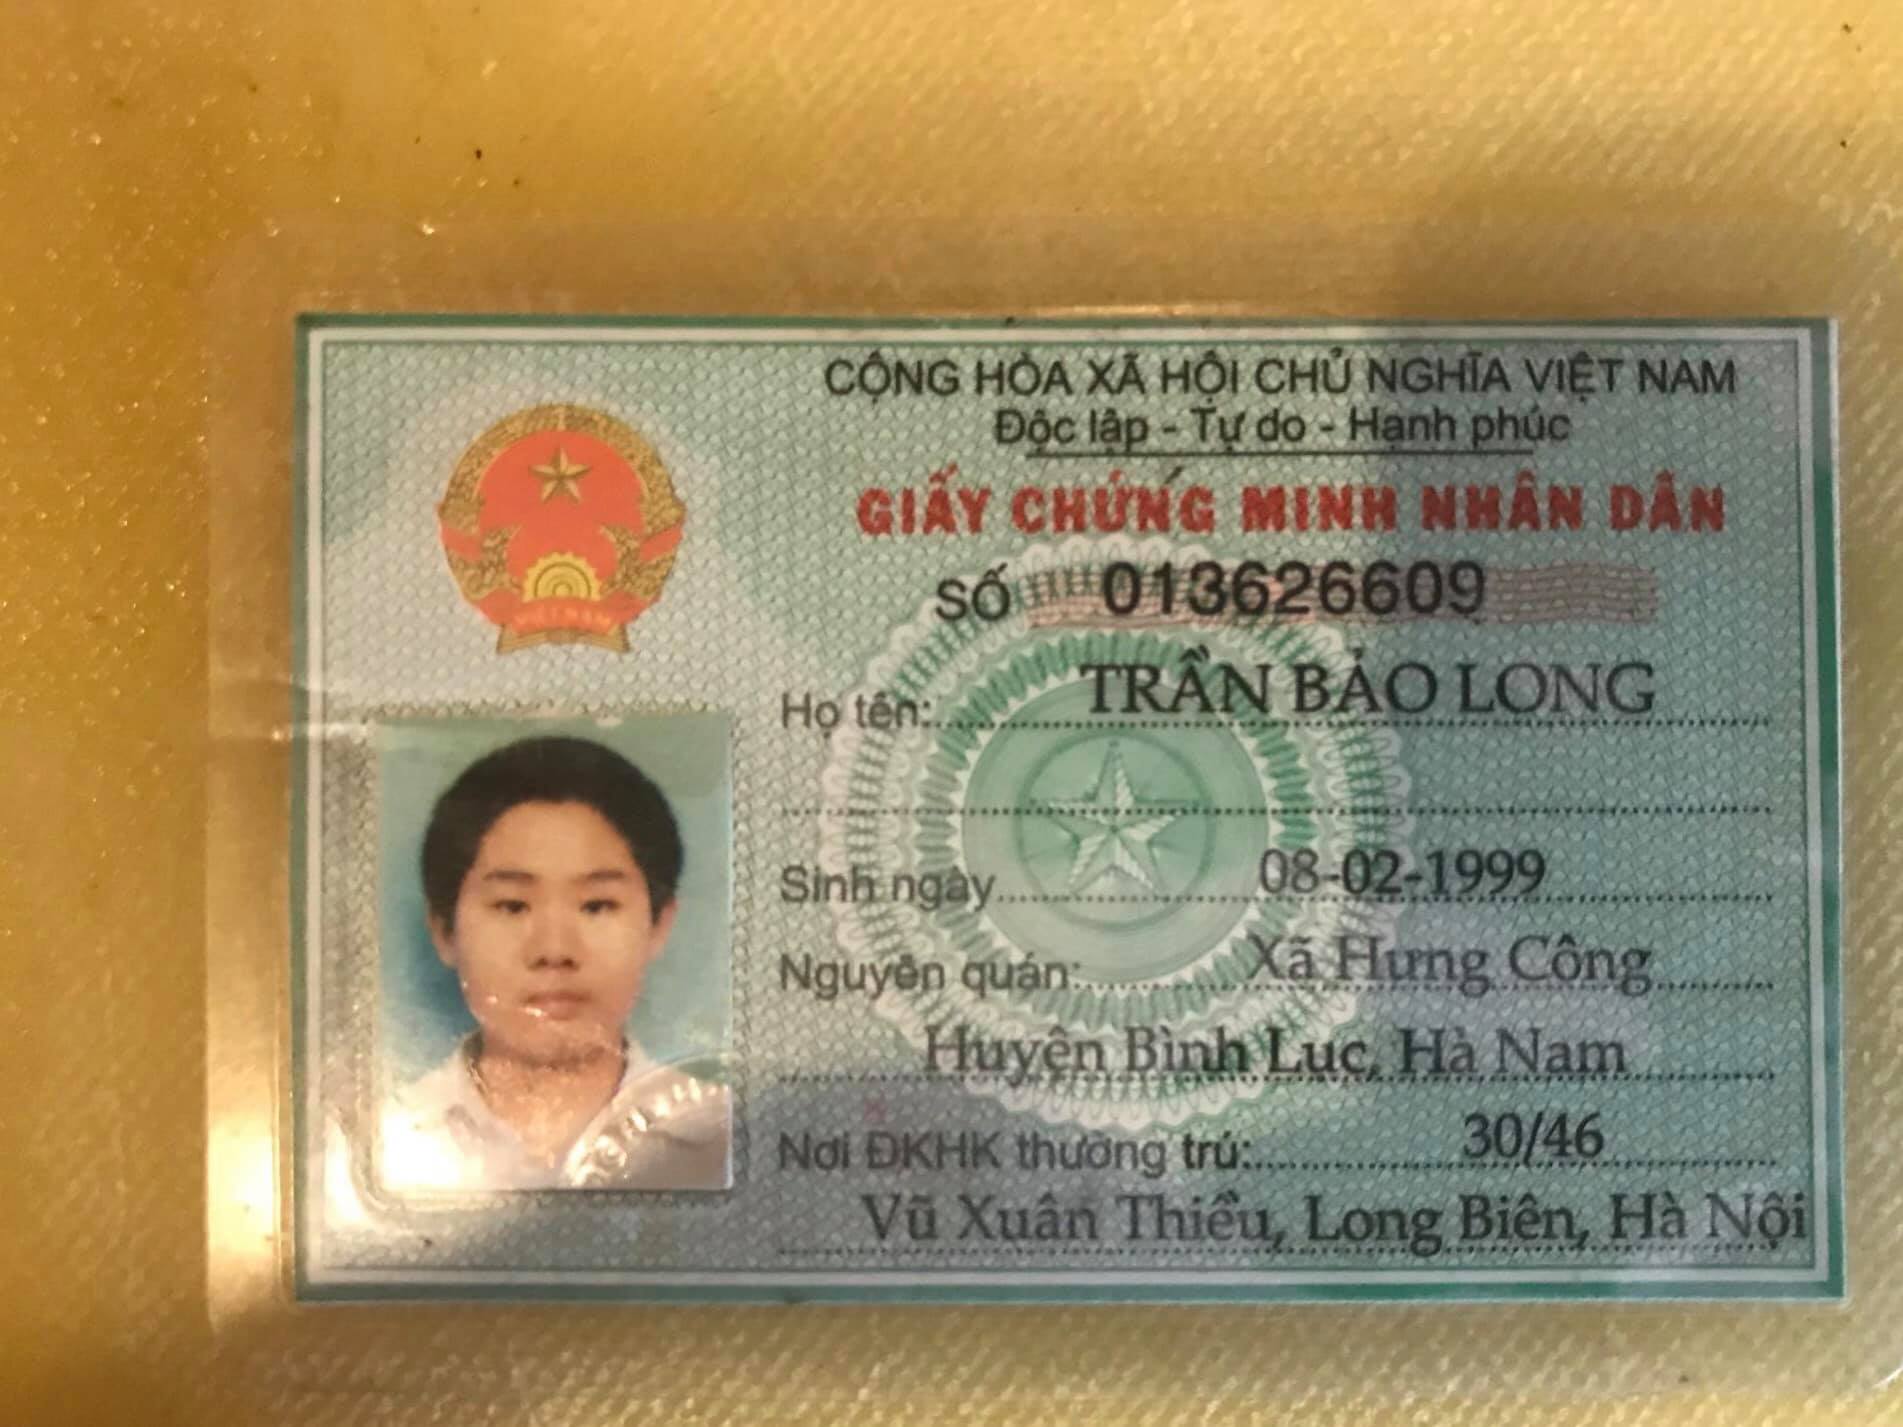 CỘNG HÒA XÃ HỘI CHỦ NGHĨA VIỆT NAM
Độc lập - Tự do - Hạnh phúc
GIẤY CHỨNG MINH NHÂN DÂN
SỐ 013626609
Họ tên: TRẦN BẢO LONG
Sinh ngày 08-02-1999
Nguyên quán: Xã Hưng Công
Huyện Bình Lục, Hà Nam
Nơi ĐKHK thường trú: 30/46
Vũ Xuân Thiều, Long Biên, Hà Nội